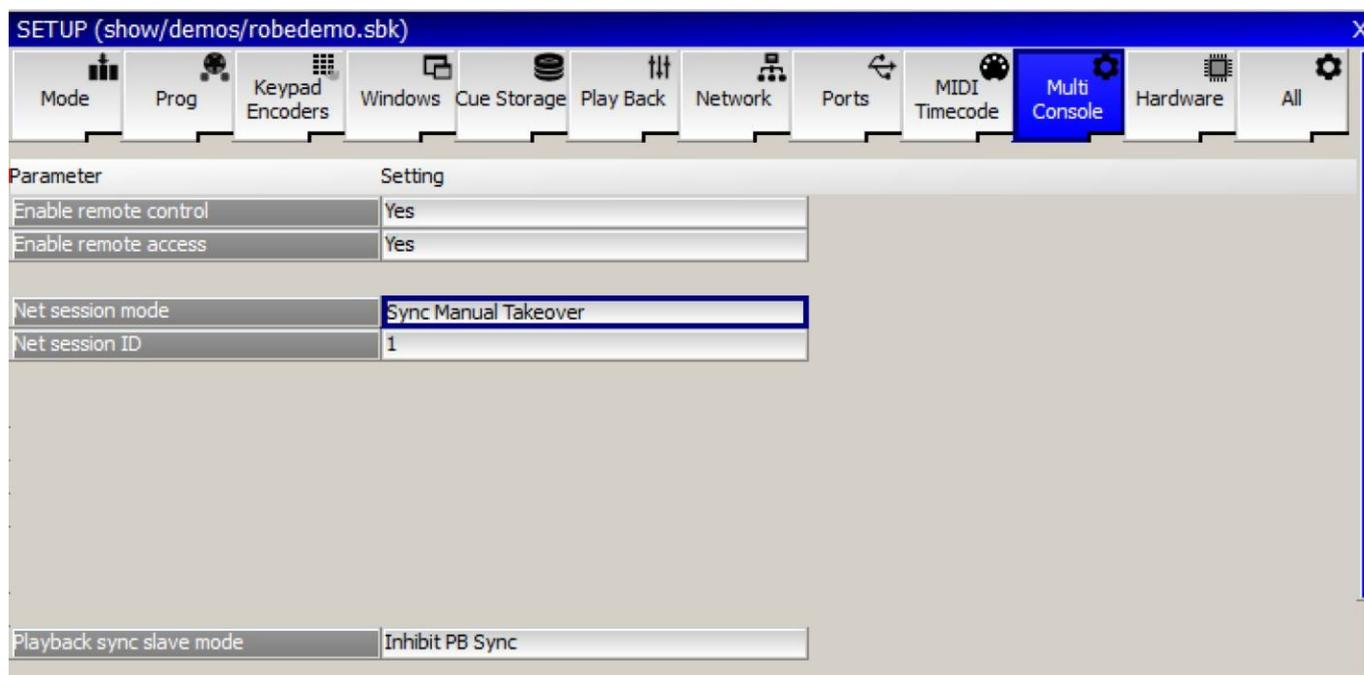 SETUP (show/demos/robedemo.sbk) X
Mode Prog Keypad Encoders Windows Cue Storage Play Back Network Ports MIDI Timecode Multi Console Hardware All
Parameter Setting
Enable remote control Yes
Enable remote access Yes
Net session mode Sync Manual Takeover
Net session ID 1
Playback sync slave mode Inhibit PB Sync